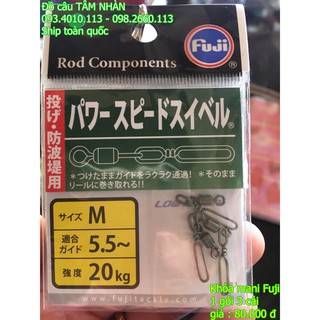 Đồ câu TÂM NHÀN
093.4010.113 - 098.2660.113
Ship toàn quốc
Fuji
Rod Components
投げ・防波堤用
パワースピードスイベル®
*つけたままガイドをラクラク通過! *そのまま
リールに巻き取れる!!
サイズ M
適合ガイド 5.5~
強度 20kg
www.fujitackle.com
Khóa mani Fuji
1 gói 5 cái
giá : 80.000 đ